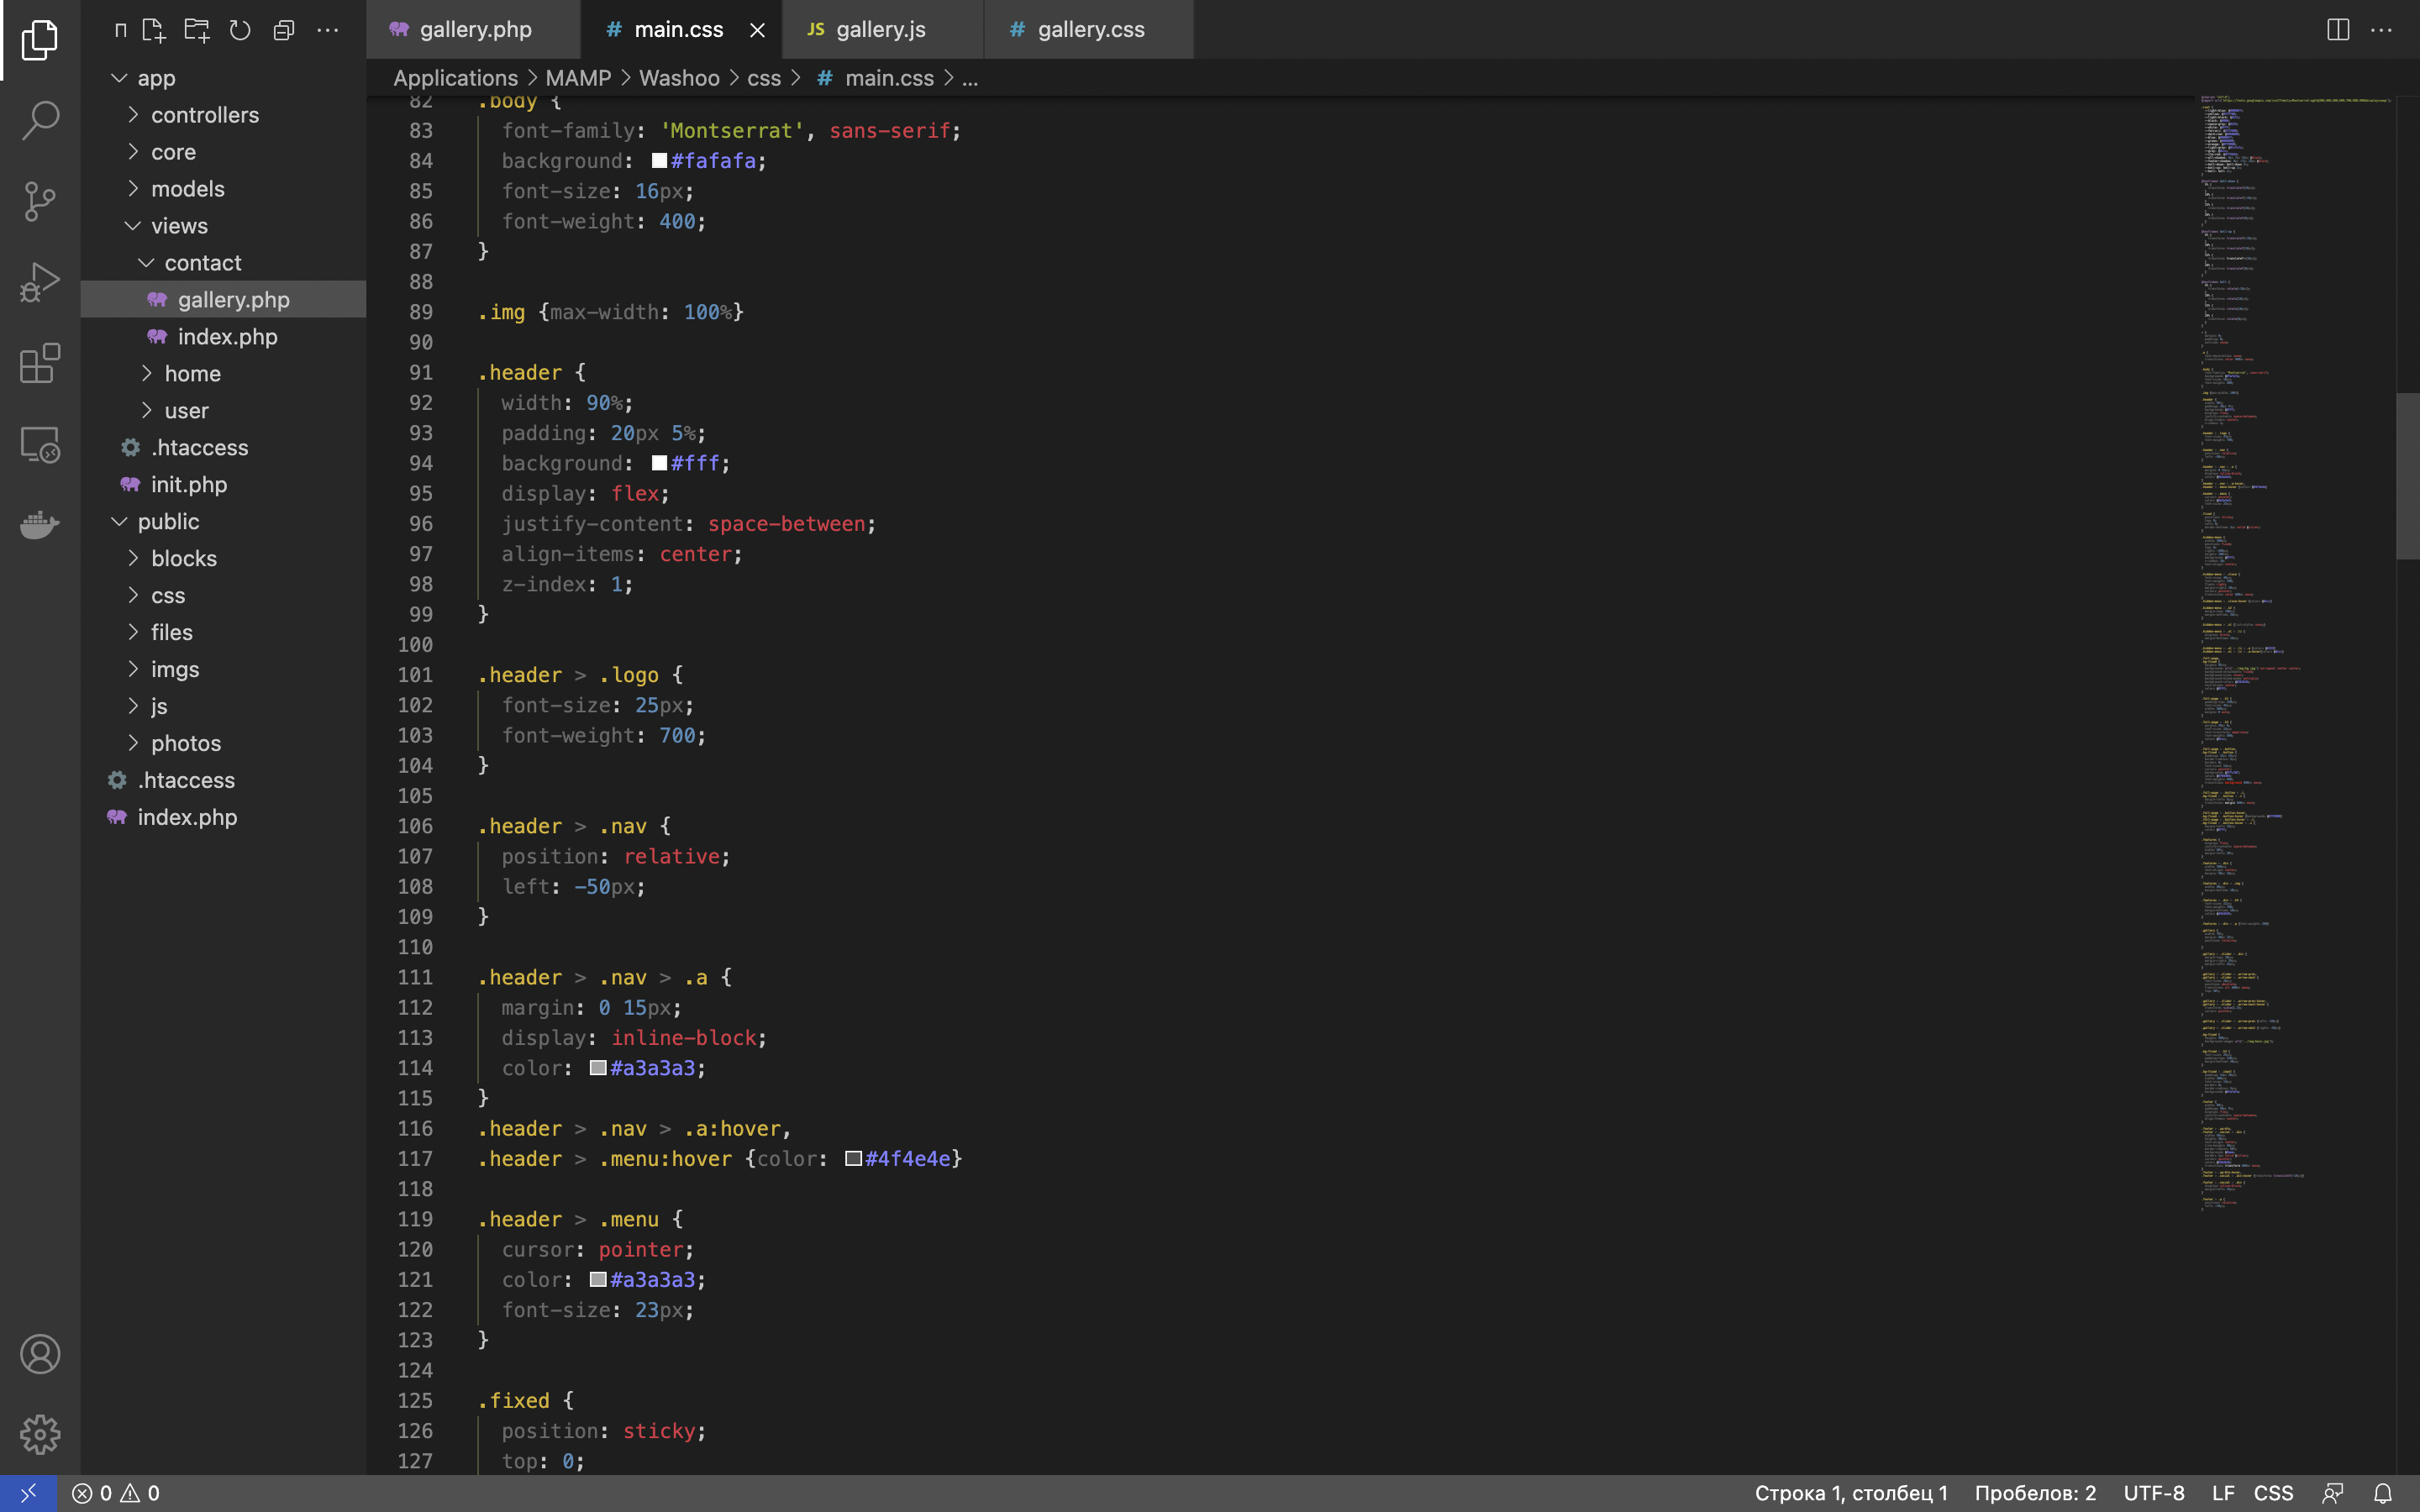 gallery.php
# main.css
JS gallery.js
# gallery.css
Applications > MAMP > Washoo > css > # main.css > ...
п
app
controllers
core
models
views
contact
gallery.php
index.php
home
user
.htaccess
init.php
public
blocks
css
files
imgs
js
photos
.htaccess
index.php
82 .body {
83 font-family: 'Montserrat', sans-serif;
84 background: #fafafa;
85 font-size: 16px;
86 font-weight: 400;
87 }
88
89 .img {max-width: 100%}
90
91 .header {
92 width: 90%;
93 padding: 20px 5%;
94 background: #fff;
95 display: flex;
96 justify-content: space-between;
97 align-items: center;
98 z-index: 1;
99 }
100
101 .header > .logo {
102 font-size: 25px;
103 font-weight: 700;
104 }
105
106 .header > .nav {
107 position: relative;
108 left: -50px;
109 }
110
111 .header > .nav > .a {
112 margin: 0 15px;
113 display: inline-block;
114 color: #a3a3a3;
115 }
116 .header > .nav > .a:hover,
117 .header > .menu:hover {color: #4f4e4e}
118
119 .header > .menu {
120 cursor: pointer;
121 color: #a3a3a3;
122 font-size: 23px;
123 }
124
125 .fixed {
126 position: sticky;
127 top: 0;
0 0
Строка 1, столбец 1 Пробелов: 2 UTF-8 LF CSS